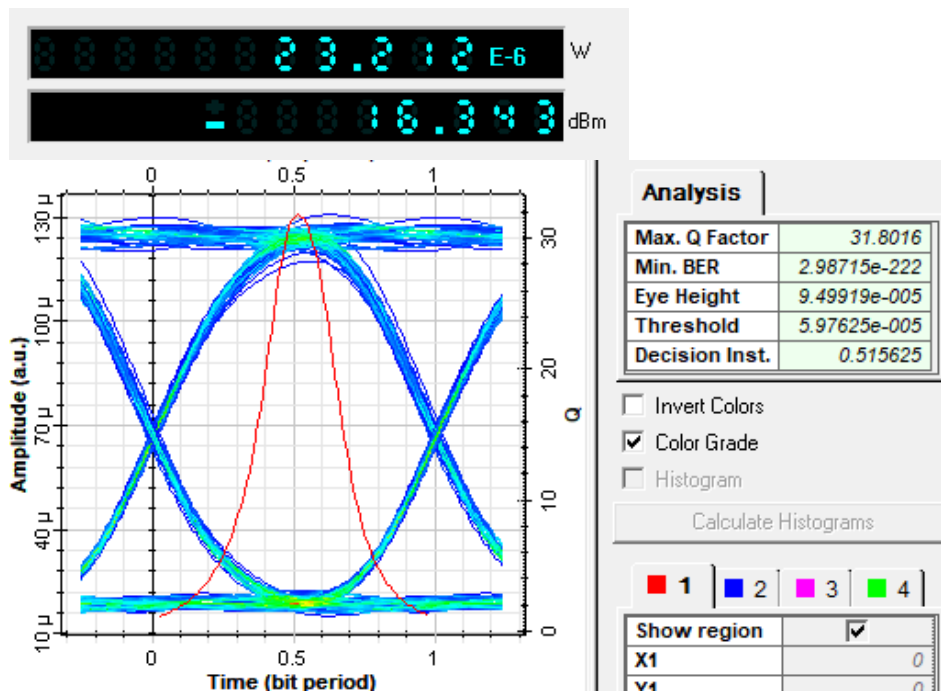 23.212 E-6 W
- 16.343 dBm
0 0.5 1
Analysis
Max. Q Factor 31.8016
Min. BER 2.98715e-222
Eye Height 9.49919e-005
Threshold 5.97625e-005
Decision Inst. 0.515625
Invert Colors
Color Grade
Histogram
Calculate Histograms
1 2 3 4
Show region
X1 0
Y1 0
Amplitude (a.u.)
130 µ
100 µ
70 µ
40 µ
10 µ
Q
30
20
10
0
0 0.5 1
Time (bit period)